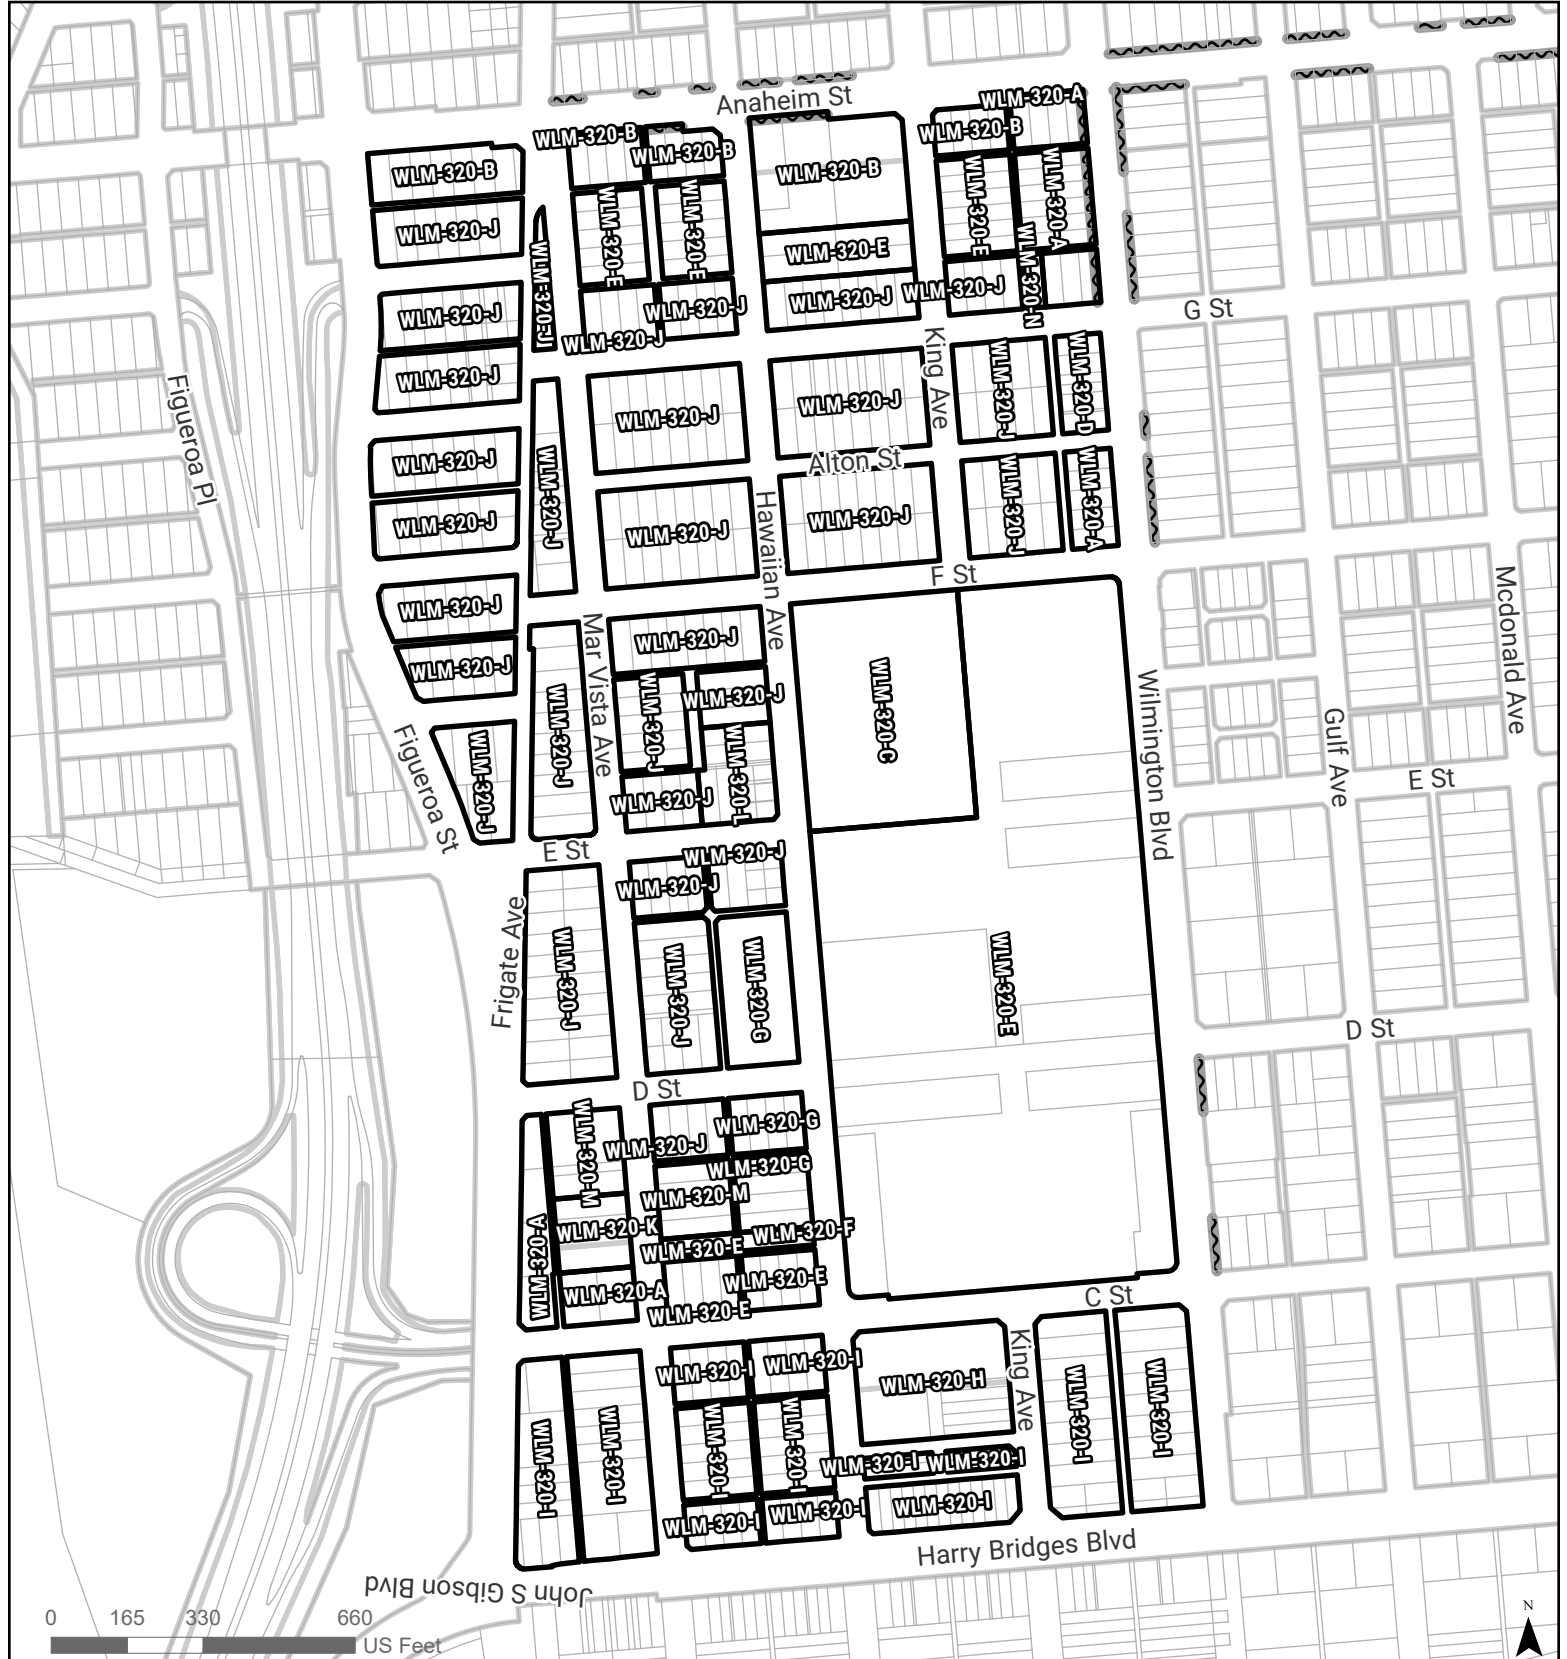 Anaheim St
WLM-320-A
WLM-320-B
WLM-320-B
WLM-320-B
WLM-320-B
WLM-320-B
WLM-320-J
WLM-320-J
WLM-320-E
WLM-320-E
WLM-320-E
WLM-320-E
WLM-320-A
WLM-320-N
WLM-320-J
WLM-320-J
WLM-320-J
WLM-320-J
WLM-320-J
G St
WLM-320-J
WLM-320-J
WLM-320-J
WLM-320-J
King Ave
WLM-320-J
WLM-320-D
Figueroa Pl
WLM-320-J
WLM-320-J
WLM-320-J
Alton St
WLM-320-J
WLM-320-J
WLM-320-J
WLM-320-A
Hawaiian Ave
F St
WLM-320-J
WLM-320-J
WLM-320-J
Mar Vista Ave
WLM-320-J
WLM-320-J
WLM-320-J
WLM-320-J
WLM-320-L
WLM-320-C
Wilmington Blvd
Mcdonald Ave
Gulf Ave
E St
Figueroa St
WLM-320-J
E St
WLM-320-J
WLM-320-J
Frigate Ave
WLM-320-J
WLM-320-J
WLM-320-G
WLM-320-E
D St
D St
WLM-320-M
WLM-320-J
WLM-320-G
WLM-320-G
WLM-320-M
WLM-320-A
WLM-320-K
WLM-320-F
WLM-320-E
WLM-320-E
WLM-320-A
WLM-320-E
C St
WLM-320-I
WLM-320-I
WLM-320-H
King Ave
WLM-320-I
WLM-320-I
WLM-320-I
WLM-320-I
WLM-320-I
WLM-320-I
WLM-320-I
WLM-320-I
WLM-320-I
WLM-320-I
WLM-320-I
Harry Bridges Blvd
John S Gibson Blvd
0 165 330 660
US Feet
N